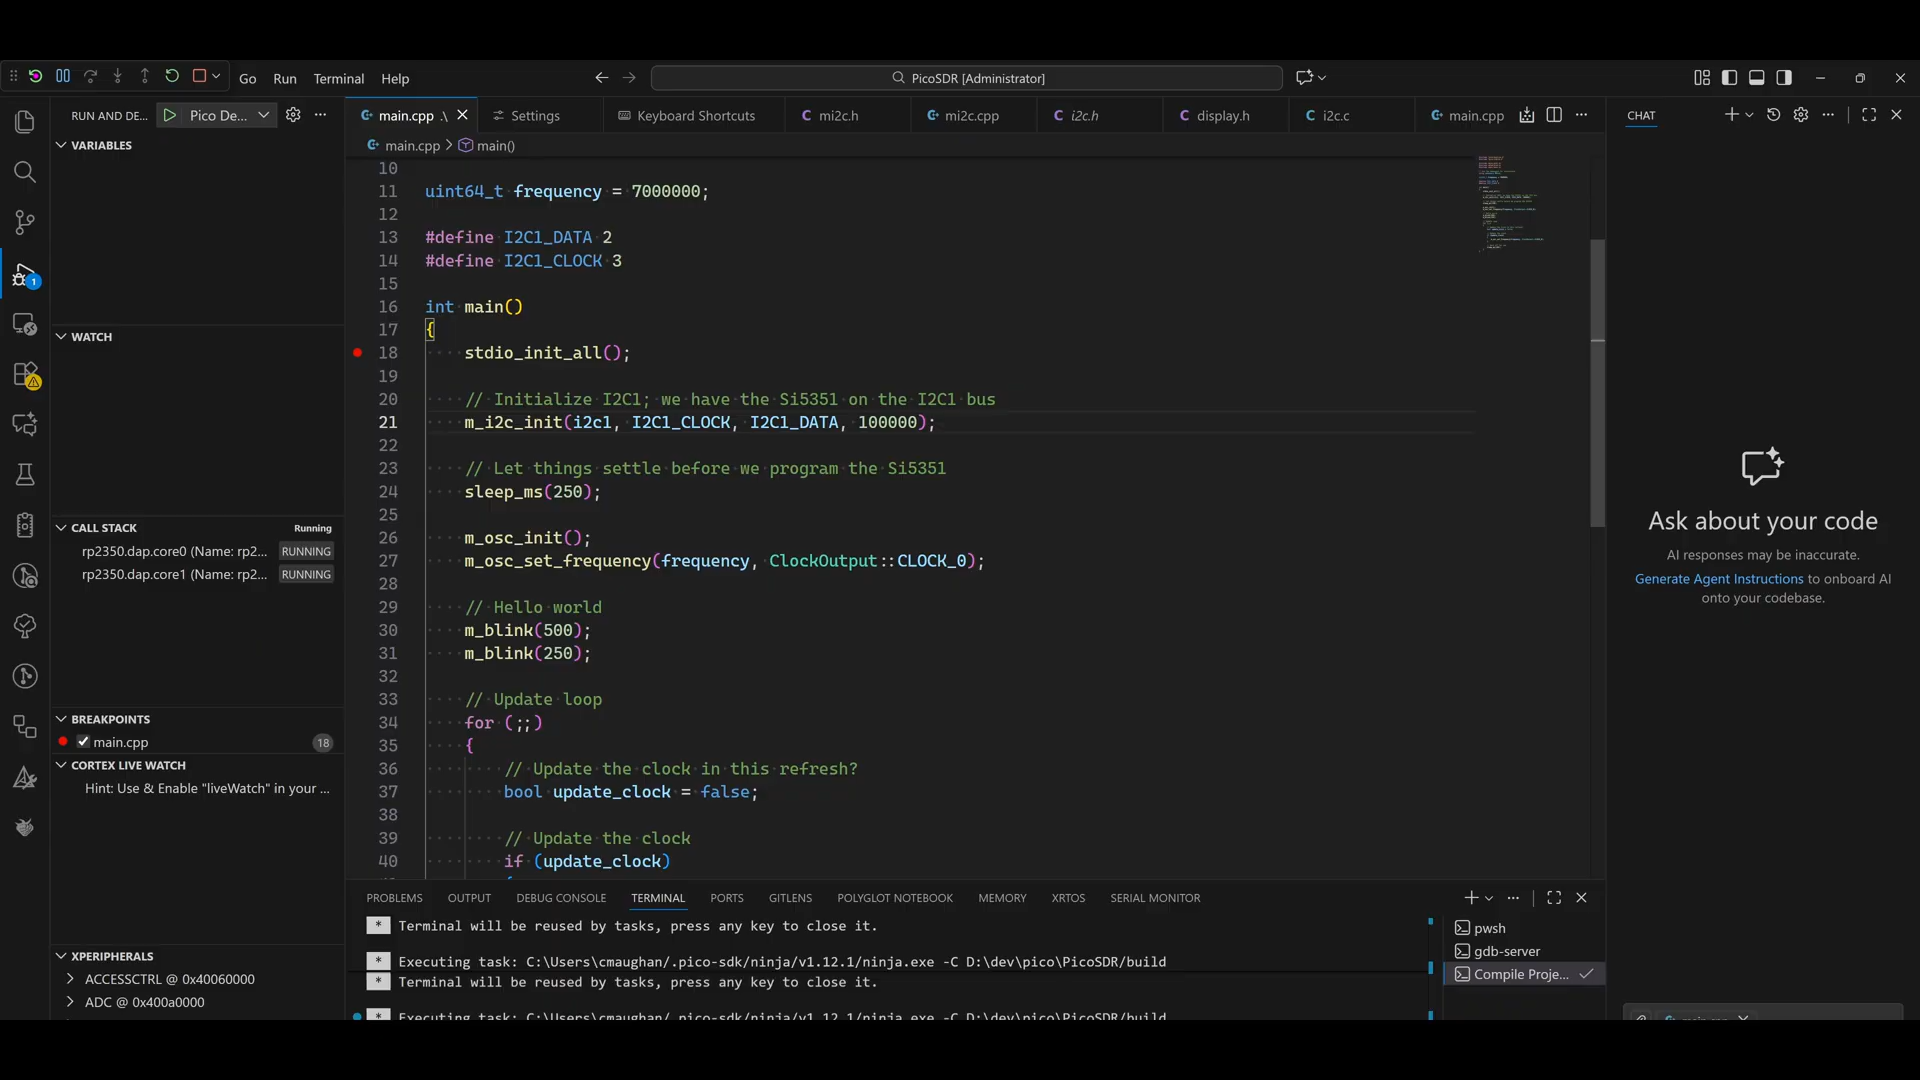 Go
Run
Terminal
Help
PicoSDR [Administrator]
RUN AND DE...
Pico De...
VARIABLES
WATCH
CALL STACK
Running
rp2350.dap.core0 (Name: rp2...
RUNNING
rp2350.dap.core1 (Name: rp2...
RUNNING
BREAKPOINTS
main.cpp
18
CORTEX LIVE WATCH
Hint: Use & Enable "liveWatch" in your ...
XPERIPHERALS
ACCESSCTRL @ 0x40060000
ADC @ 0x400a0000
1
main.cpp .\
Settings
Keyboard Shortcuts
mi2c.h
mi2c.cpp
i2c.h
display.h
i2c.c
main.cpp
main.cpp > main()
10
11 uint64_t frequency = 7000000;
12
13 #define I2C1_DATA 2
14 #define I2C1_CLOCK 3
15
16 int main()
17 {
18 stdio_init_all();
19
20 // Initialize I2C1; we have the Si5351 on the I2C1 bus
21 m_i2c_init(i2c1, I2C1_CLOCK, I2C1_DATA, 100000);
22
23 // Let things settle before we program the Si5351
24 sleep_ms(250);
25
26 m_osc_init();
27 m_osc_set_frequency(frequency, ClockOutput::CLOCK_0);
28
29 // Hello world
30 m_blink(500);
31 m_blink(250);
32
33 // Update loop
34 for (;;)
35 {
36 // Update the clock in this refresh?
37 bool update_clock = false;
38
39 // Update the clock
40 if (update_clock)
PROBLEMS
OUTPUT
DEBUG CONSOLE
TERMINAL
PORTS
GITLENS
POLYGLOT NOTEBOOK
MEMORY
XRTOS
SERIAL MONITOR
* Terminal will be reused by tasks, press any key to close it.
* Executing task: C:\Users\cmaughan/.pico-sdk/ninja/v1.12.1/ninja.exe -C D:\dev\pico\PicoSDR/build
* Terminal will be reused by tasks, press any key to close it.
* Executing task: C:\Users\cmaughan/.pico-sdk/ninja/v1.12.1/ninja.exe -C D:\dev\pico\PicoSDR/build
pwsh
gdb-server
Compile Proje...
CHAT
Ask about your code
AI responses may be inaccurate.
Generate Agent Instructions to onboard AI
onto your codebase.